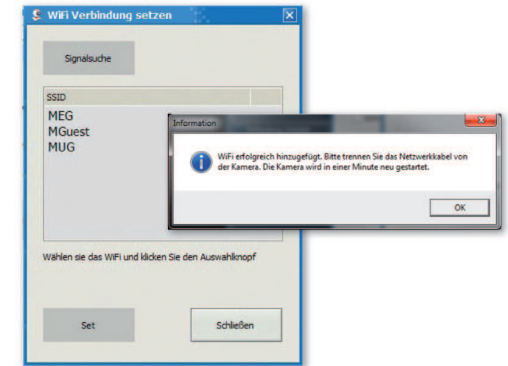 WiFi Verbindung setzen
Signalsuche
SSID
MEG
MGuest
MUG
Information
WiFi erfolgreich hinzugefügt. Bitte trennen Sie das Netzwerkkabel von
der Kamera. Die Kamera wird in einer Minute neu gestartet.
OK
Wählen sie das WiFi und klicken Sie den Auswahlknopf
Set
Schließen